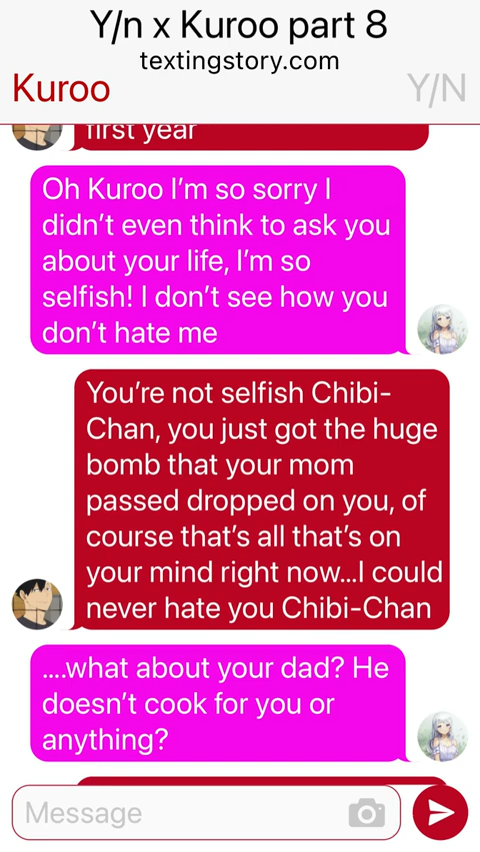 Y/n x Kuroo part 8
textingstory.com
Kuroo
Y/N
first year
Oh Kuroo I’m so sorry I
didn’t even think to ask you
about your life, I’m so
selfish! I don’t see how you
don’t hate me
You’re not selfish Chibi-
Chan, you just got the huge
bomb that your mom
passed dropped on you, of
course that’s all that’s on
your mind right now...I could
never hate you Chibi-Chan
....what about your dad? He
doesn’t cook for you or
anything?
Message